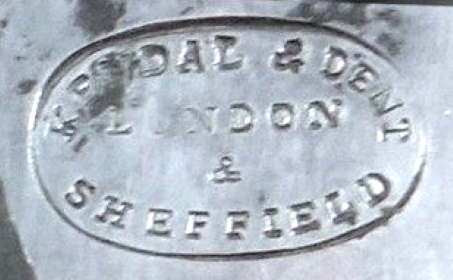 KENDAL & DENT
LONDON
&
SHEFFIELD